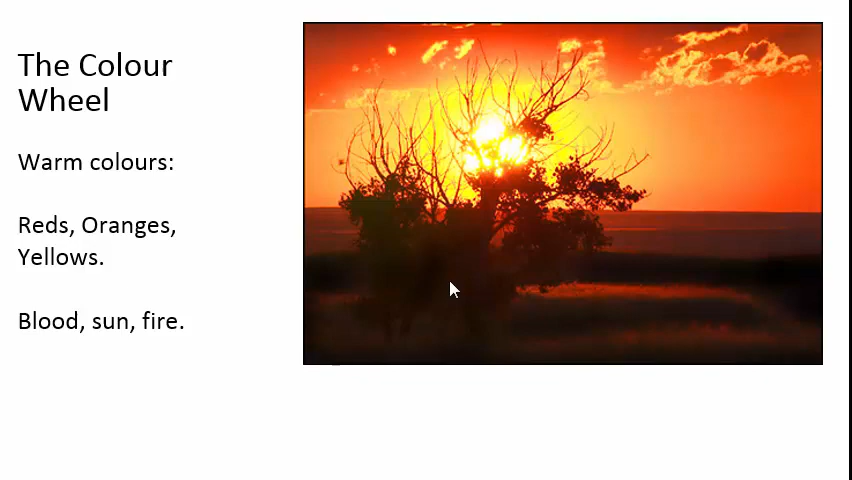 The Colour
Wheel
Warm colours:
Reds, Oranges,
Yellows.
Blood, sun, fire.